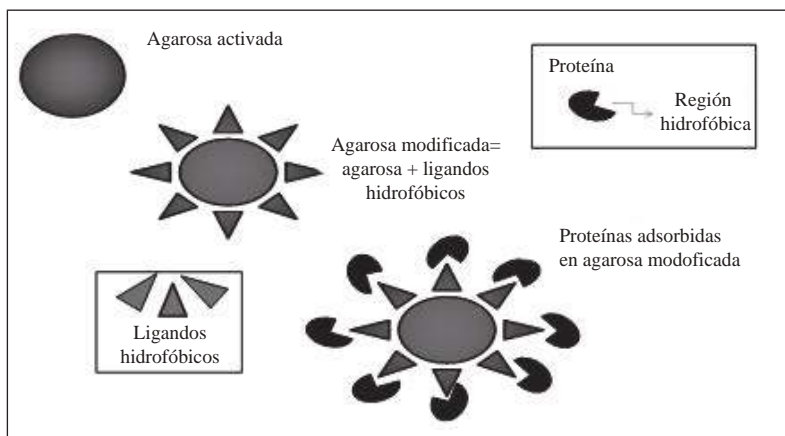 Agarosa activada
Proteína
Región
hidrofóbica
Agarosa modificada=
agarosa + ligandos
hidrofóbicos
Proteínas adsorbidas
en agarosa modoficada
Ligandos
hidrofóbicos